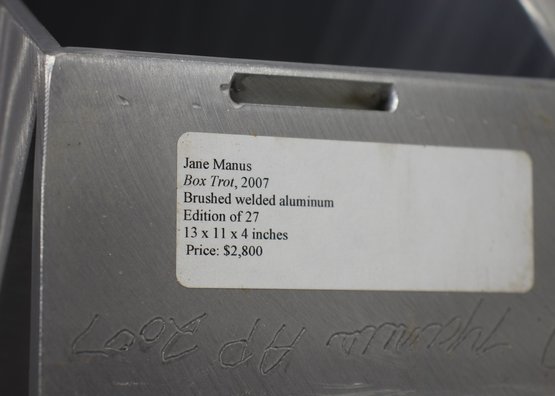 Jane Manus
Box Trot, 2007
Brushed welded aluminum
Edition of 27
13 x 11 x 4 inches
Price: $2,800
AP 2007